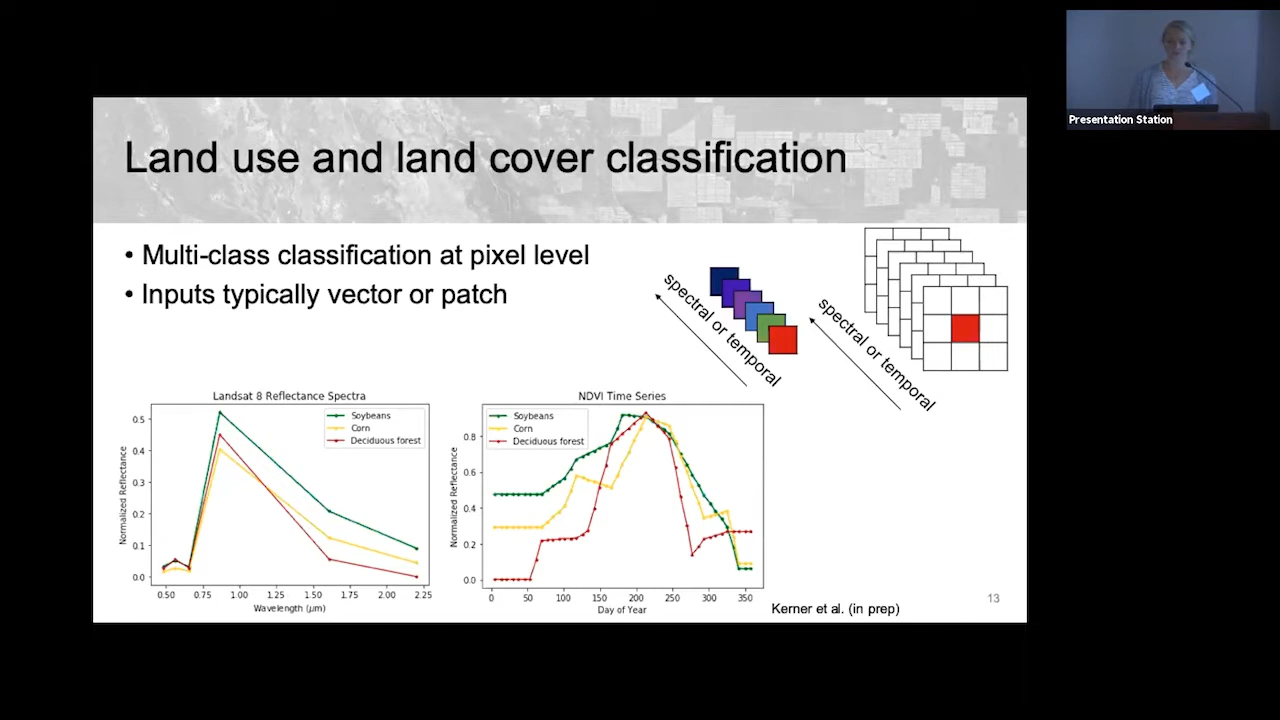 Presentation Station
Land use and land cover classification
• Multi-class classification at pixel level
• Inputs typically vector or patch
spectral or temporal
spectral or temporal
Landsat 8 Reflectance Spectra
Soybeans
Corn
Deciduous forest
Normalized Reflectance
0.5
0.4
0.3
0.2
0.1
0.0
0.50 0.75 1.00 1.25 1.50 1.75 2.00 2.25
Wavelength (μm)
NDVI Time Series
Soybeans
Corn
Deciduous forest
Normalized Reflectance
0.8
0.6
0.4
0.2
0.0
0 50 100 150 200 250 300 350
Day of Year
Kerner et al. (in prep)
13